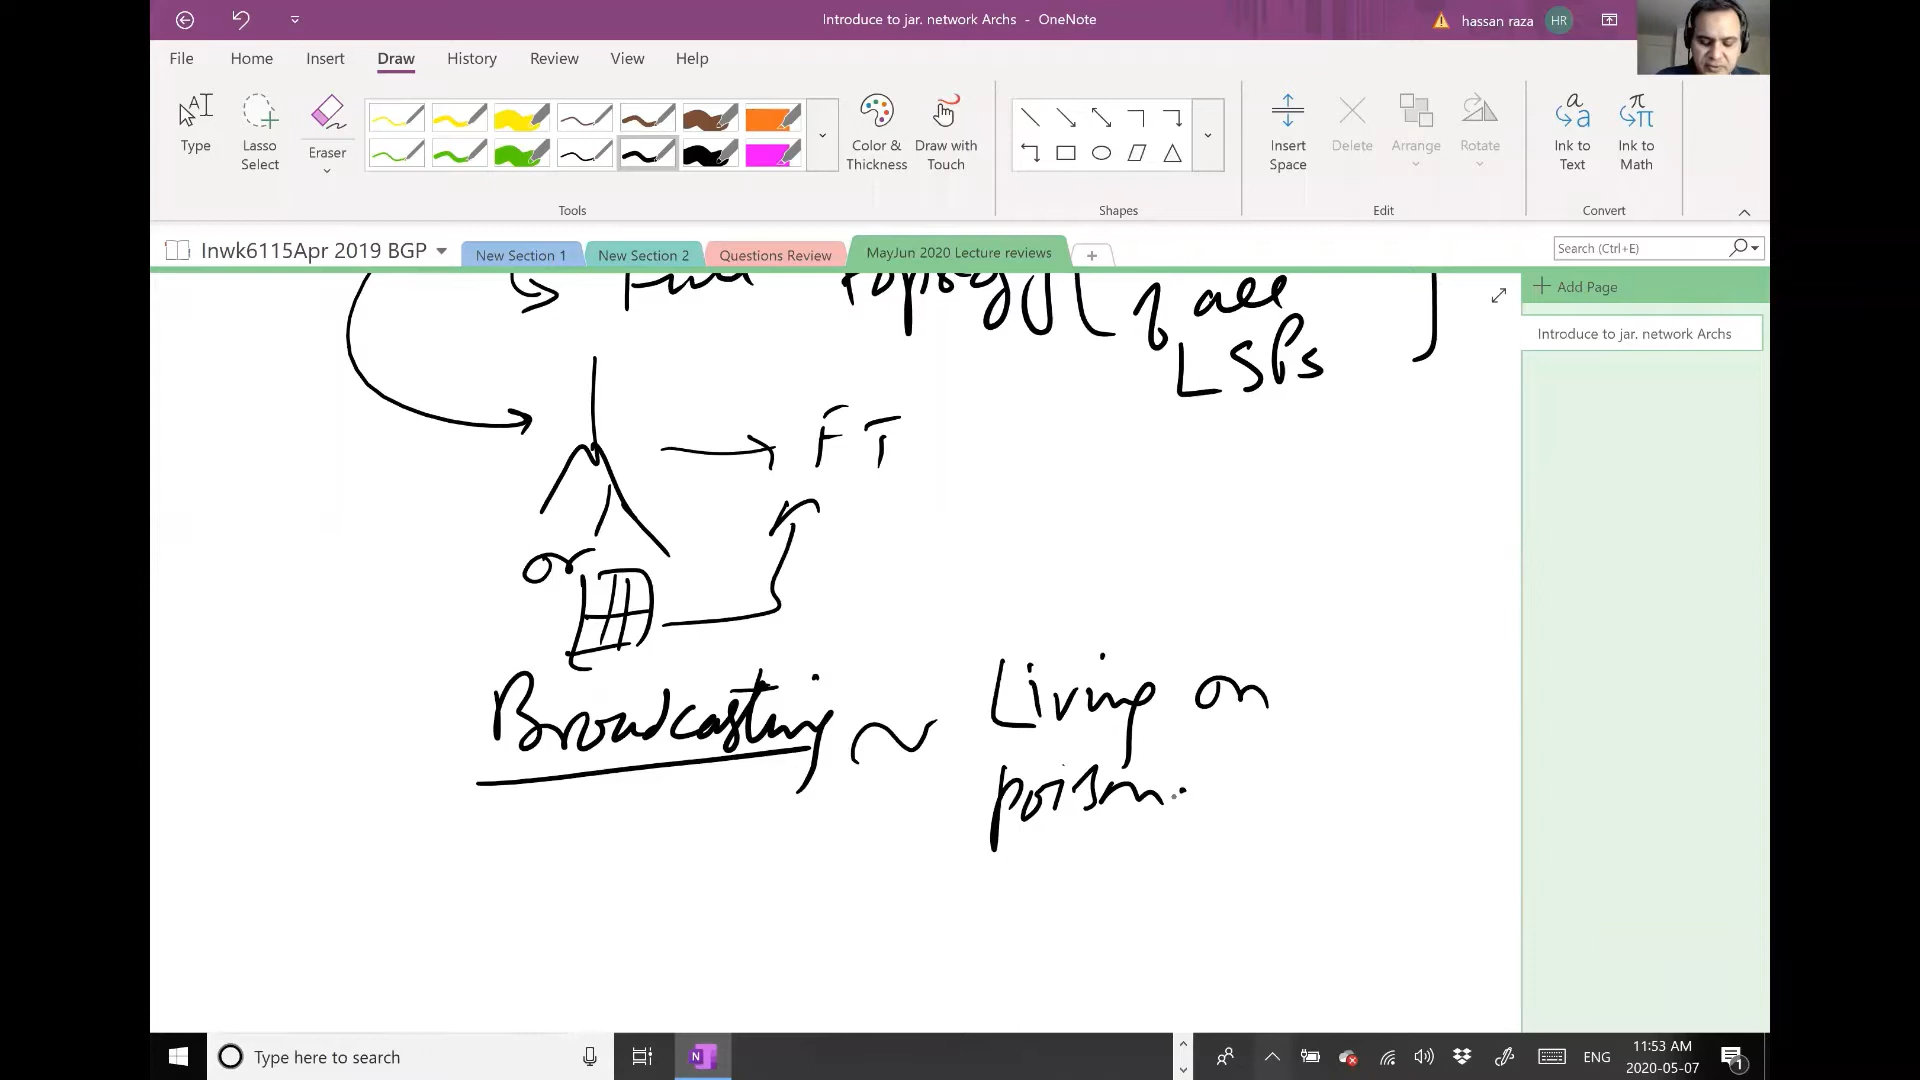 Introduce to jar. network Archs - OneNote
hassan raza HR
File Home Insert Draw History Review View Help
Type
Lasso Select
Eraser
Color & Thickness
Draw with Touch
Insert Space
Delete
Arrange
Rotate
Ink to Text
Ink to Math
Tools Shapes Edit Convert
Inwk6115Apr 2019 BGP New Section 1 New Section 2 Questions Review MayJun 2020 Lecture reviews + Search (Ctrl+E)
Add Page
Introduce to jar. network Archs
of all
LSPs
FT
or
Broadcasting ~ Living on
poison.
Type here to search
ENG
11:53 AM
2020-05-07
1